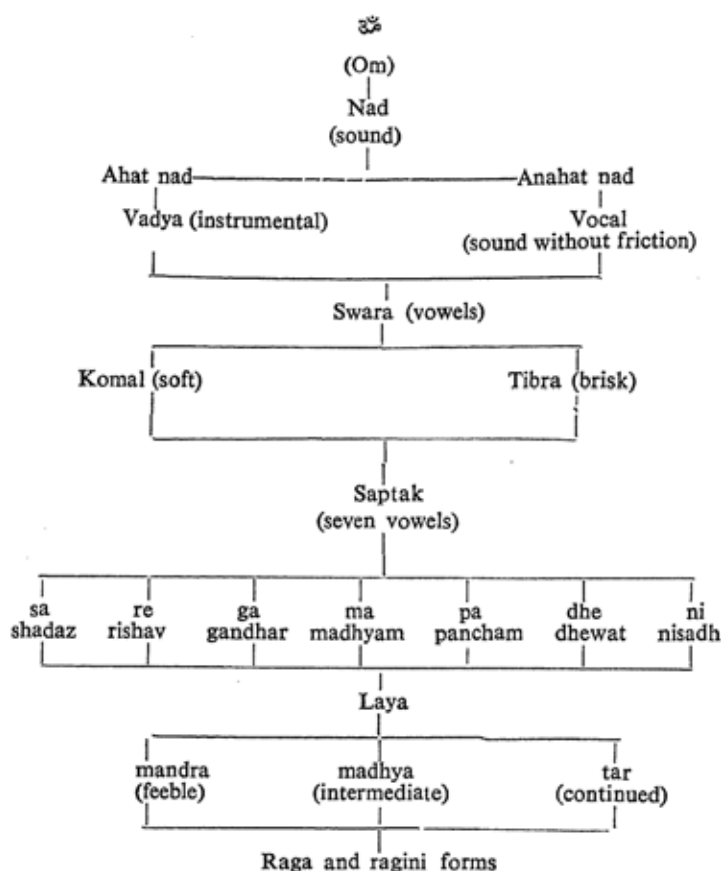 ॐ
(Om)
Nad
(sound)
Ahat nad Anahat nad
Vadya (instrumental) Vocal
(sound without friction)
Swara (vowels)
Komal (soft) Tibra (brisk)
Saptak
(seven vowels)
sa re ga ma pa dhe ni
shadaz rishav gandhar madhyam pancham dhewat nisadh
Laya
mandra madhya tar
(feeble) (intermediate) (continued)
Raga and ragini forms